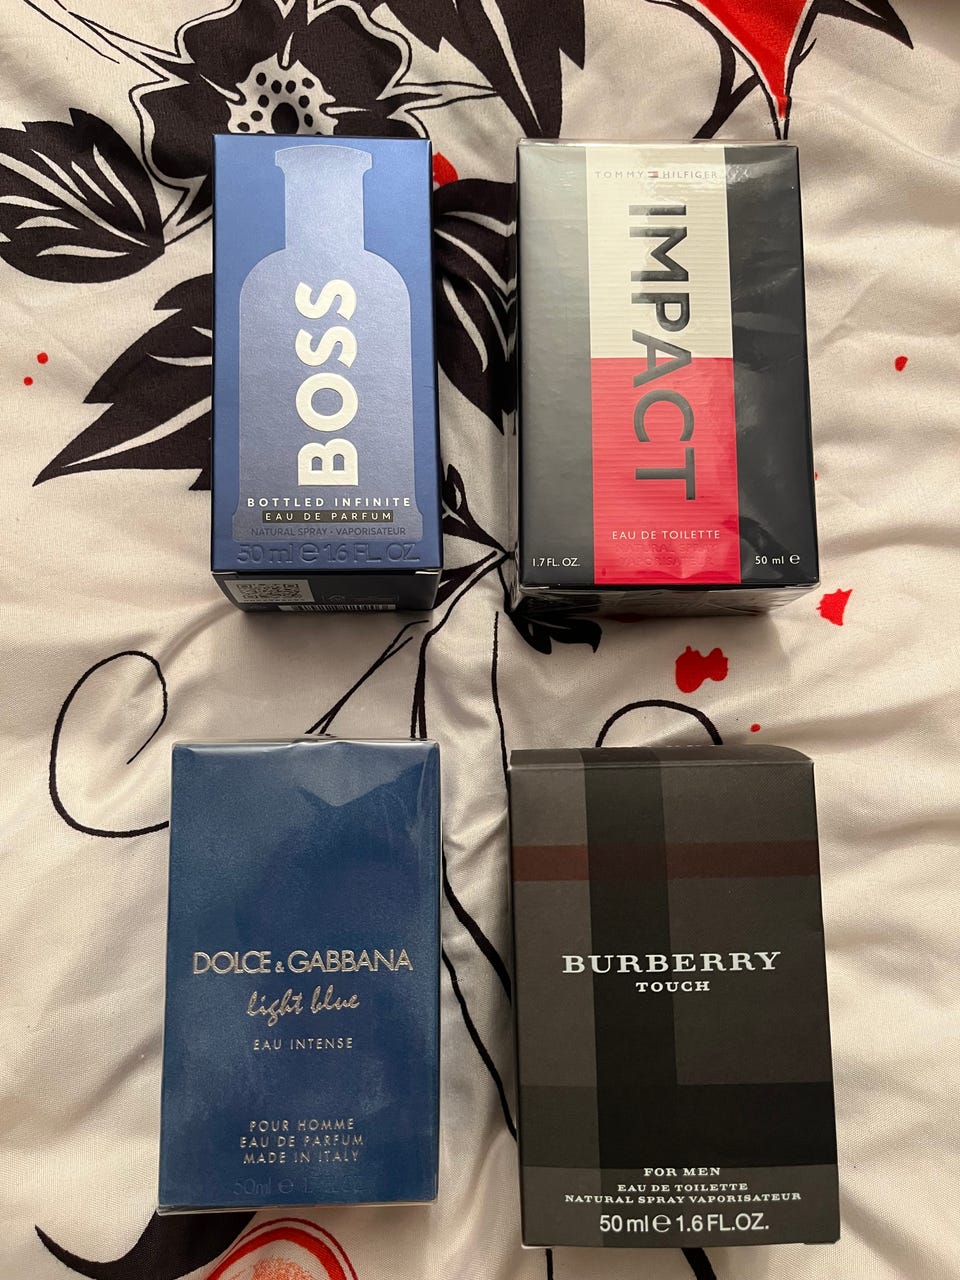 BOSS
BOTTLED INFINITE
EAU DE PARFUM
NATURAL SPRAY • VAPORISATEUR
50 ml ℮ 1.6 FL. OZ.
TOMMY HILFIGER
IMPACT
EAU DE TOILETTE
NATURAL SPRAY
VAPORISATEUR
1.7 FL. OZ.
50 ml ℮
DOLCE & GABBANA
light blue
EAU INTENSE
POUR HOMME
EAU DE PARFUM
MADE IN ITALY
50ml ℮
BURBERRY
TOUCH
FOR MEN
EAU DE TOILETTE
NATURAL SPRAY VAPORISATEUR
50 ml ℮ 1.6 FL.OZ.